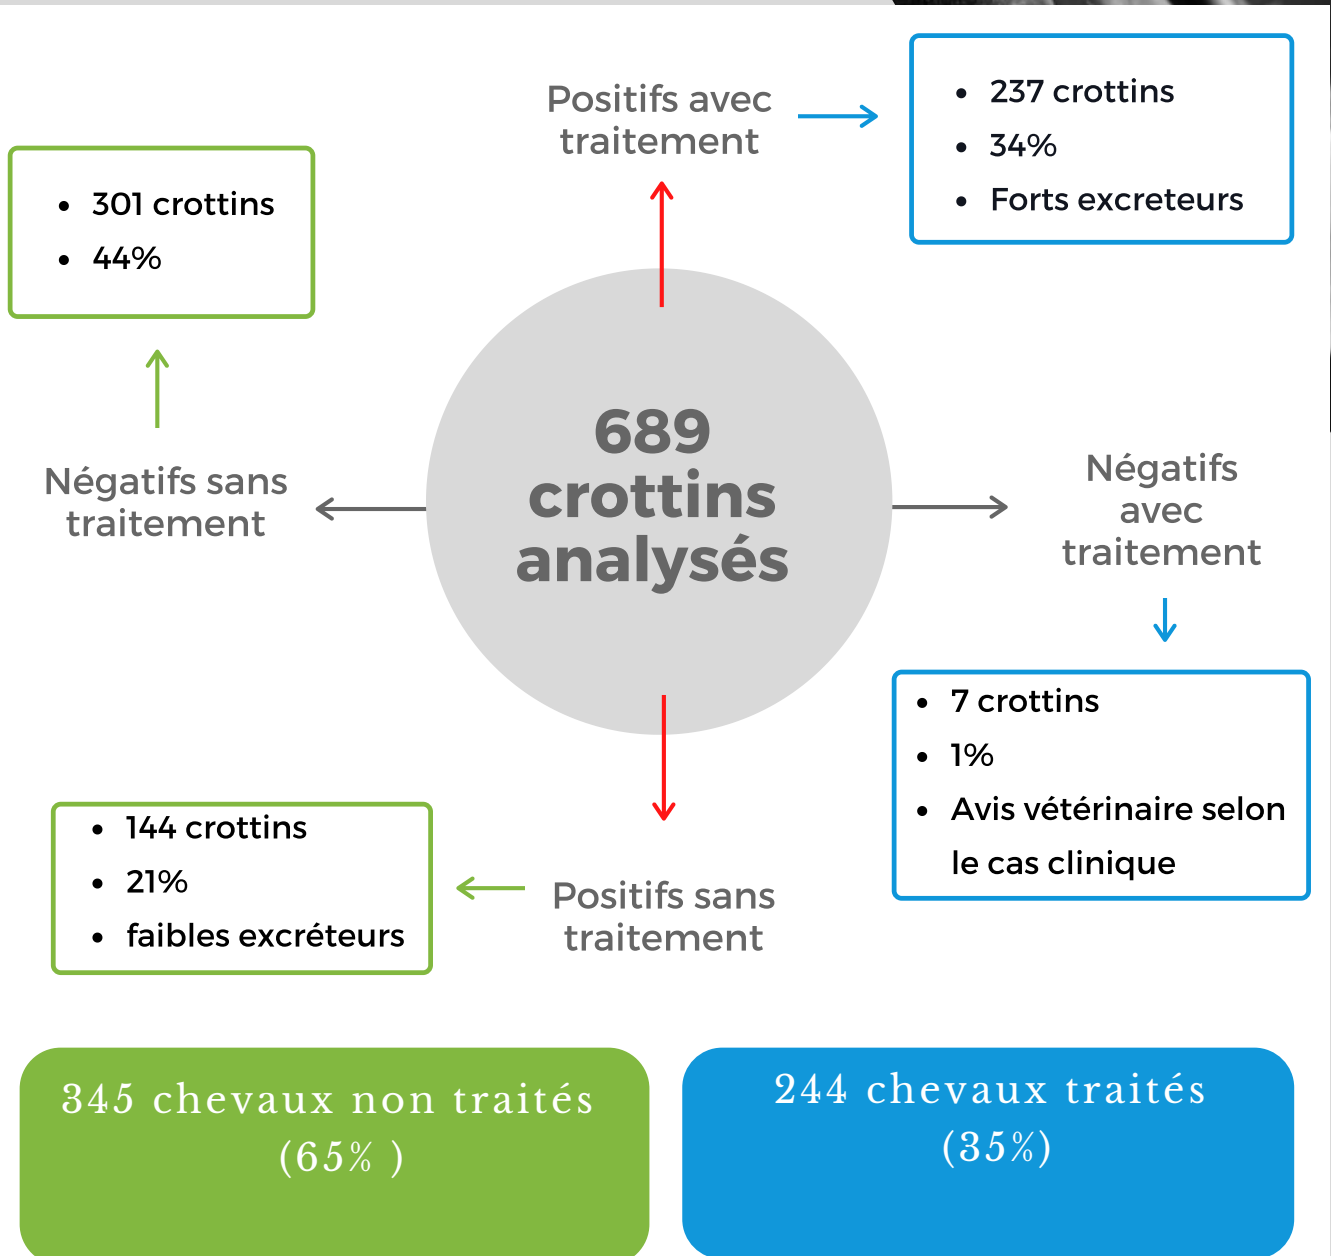 Positifs avec
traitement
• 237 crottins
• 34%
• Forts excreteurs
• 301 crottins
• 44%
Négatifs sans
traitement
689
crottins
analysés
Négatifs
avec
traitement
• 7 crottins
• 1%
• Avis vétérinaire selon
le cas clinique
• 144 crottins
• 21%
• faibles excréteurs
Positifs sans
traitement
345 chevaux non traités
(65% )
244 chevaux traités
(35%)